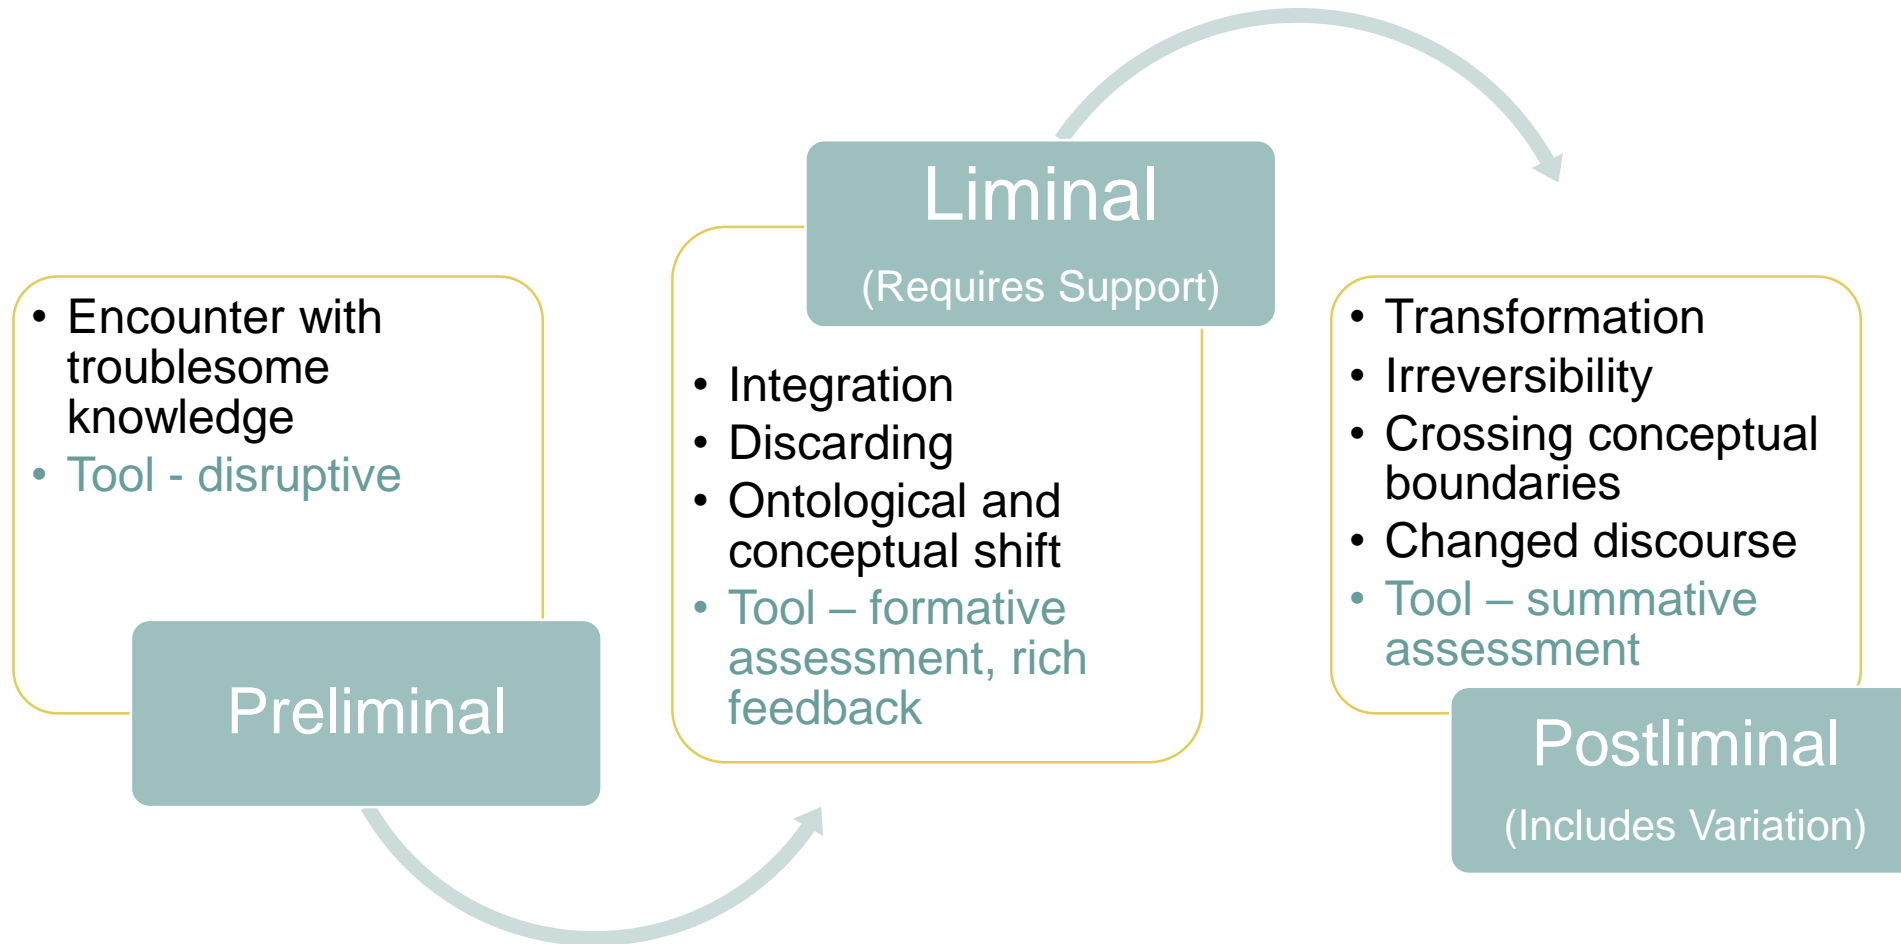 • Encounter with
troublesome
knowledge
• Tool - disruptive
Preliminal
Liminal
(Requires Support)
• Integration
• Discarding
• Ontological and
conceptual shift
• Tool – formative
assessment, rich
feedback
• Transformation
• Irreversibility
• Crossing conceptual
boundaries
• Changed discourse
• Tool – summative
assessment
Postliminal
(Includes Variation)